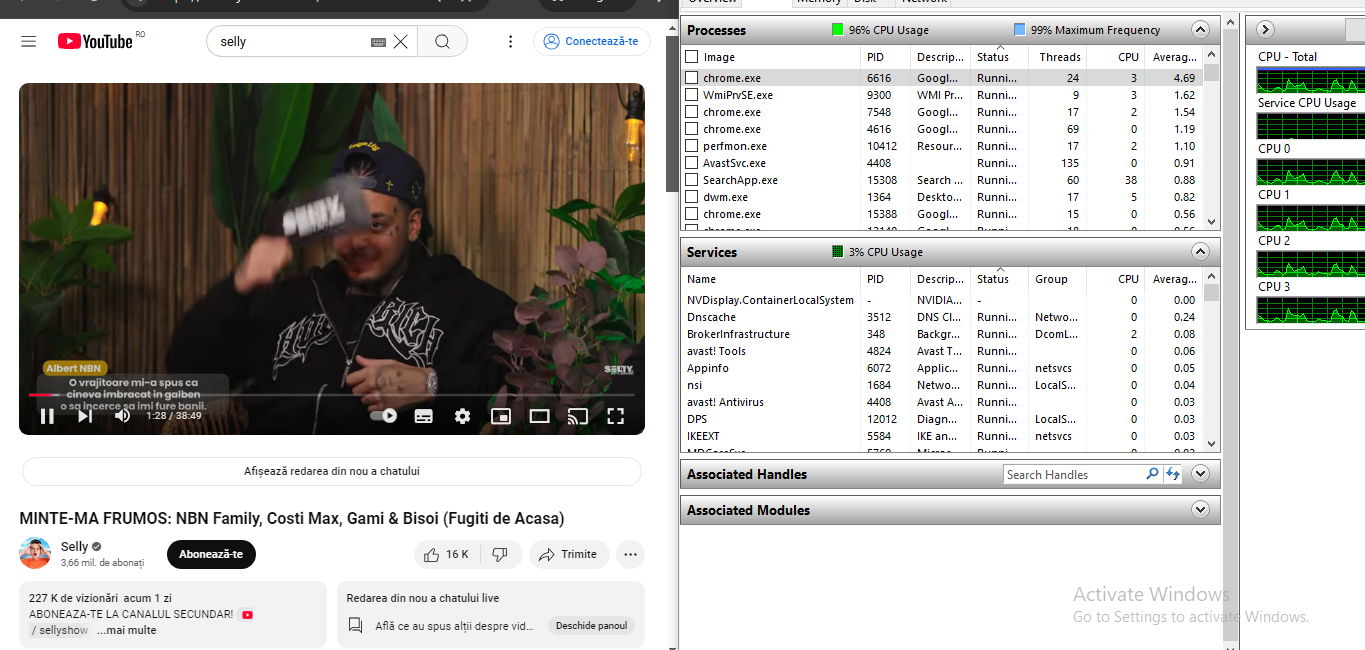 YouTube RO
selly
Conectează-te
Albert NBN
O vrajitoare mi-a spus ca
cineva imbracat in galben
o sa incerce sa imi fure banii.
SELLY
1:28 / 38:49
Afișează redarea din nou a chatului
MINTE-MA FRUMOS: NBN Family, Costi Max, Gami & Bisoi (Fugiti de Acasa)
Selly
3,66 mil. de abonați
Abonează-te
16 K
Trimite
227 K de vizionări acum 1 zi
ABONEAZA-TE LA CANALUL SECUNDAR!
/ sellyshow ...mai multe
Redarea din nou a chatului live
Află ce au spus alții despre vid...
Deschide panoul
Overview Memory Disk Network
Processes 96% CPU Usage 99% Maximum Frequency
Image PID Descrip... Status Threads CPU Averag...
chrome.exe 6616 Googl... Runni... 24 3 4.69
WmiPrvSE.exe 9300 WMI Pr... Runni... 9 3 1.62
chrome.exe 7548 Googl... Runni... 17 2 1.54
chrome.exe 4616 Googl... Runni... 69 0 1.19
perfmon.exe 10412 Resour... Runni... 17 2 1.10
AvastSvc.exe 4408 Runni... 135 0 0.91
SearchApp.exe 15308 Search ... Runni... 60 38 0.88
dwm.exe 1364 Deskto... Runni... 17 5 0.82
chrome.exe 15388 Googl... Runni... 15 0 0.56
Services 3% CPU Usage
Name PID Descrip... Status Group CPU Averag...
NVDisplay.ContainerLocalSystem - NVIDIA... - 0 0.00
Dnscache 3512 DNS Cl... Runni... Netwo... 0 0.24
BrokerInfrastructure 348 Backgr... Runni... DcomL... 2 0.08
avast! Tools 4824 Avast T... Runni... 0 0.06
Appinfo 6072 Applic... Runni... netsvcs 0 0.05
nsi 1684 Netwo... Runni... LocalS... 0 0.04
avast! Antivirus 4408 Avast A... Runni... 0 0.03
DPS 12012 Diagn... Runni... LocalS... 0 0.03
IKEEXT 5584 IKE an... Runni... netsvcs 0 0.03
Associated Handles Search Handles
Associated Modules
CPU - Total
Service CPU Usage
CPU 0
CPU 1
CPU 2
CPU 3
Activate Windows
Go to Settings to activate Windows.